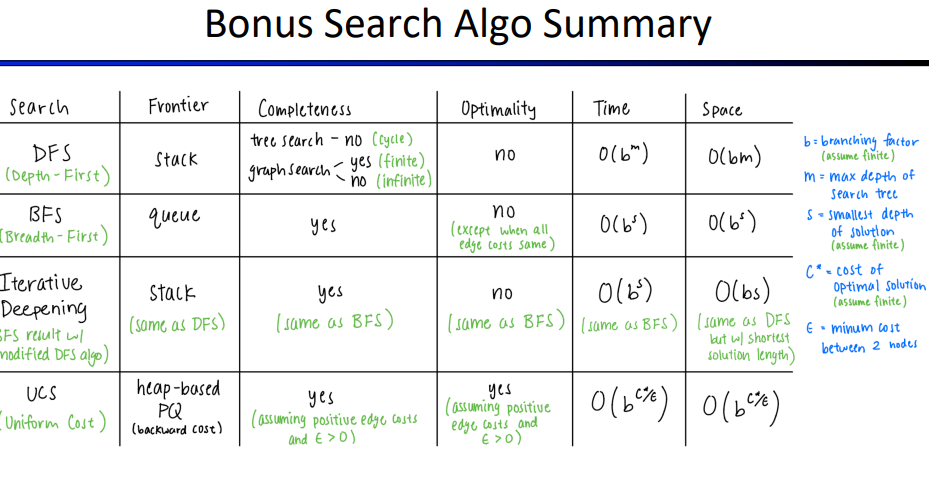 Bonus Search Algo Summary
Search Frontier Completeness Optimality Time Space
DFS
(Depth-First)
stack
tree search - no (cycle)
graph search < yes (finite)
no (infinite)
no
O(b^m)
O(bm)
BFS
(Breadth-First)
queue
yes
no
(except when all
edge costs same)
O(b^s)
O(b^s)
Iterative
Deepening
BFS result w/
modified DFS algo)
stack
(same as DFS)
yes
(same as BFS)
no
(same as BFS)
O(b^s)
(same as BFS)
O(bs)
(same as DFS
but w/ shortest
solution length)
UCS
(Uniform Cost)
heap-based
PQ
(backward cost)
yes
(assuming positive edge costs
and ε > 0)
yes
(assuming positive
edge costs and
ε > 0)
O(b^C*/ε)
O(b^C*/ε)
b = branching factor
(assume finite)
m = max depth of
search tree
s = smallest depth
of solution
(assume finite)
C* = cost of
optimal solution
(assume finite)
ε = minum cost
between 2 nodes